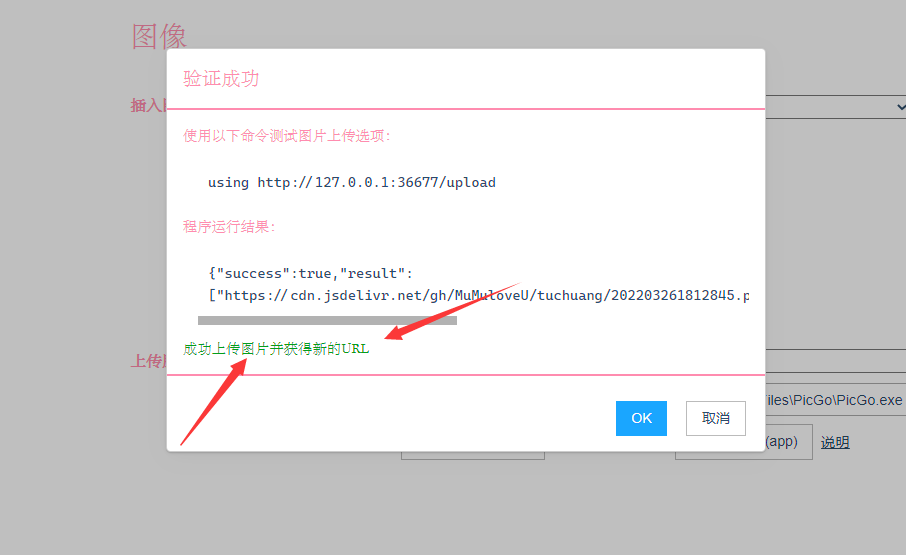 图像
验证成功
插入
使用以下命令测试图片上传选项:
using http://127.0.0.1:36677/upload
程序运行结果:
{"success":true,"result":
["https://cdn.jsdelivr.net/gh/MuMuloveU/tuchuang/202203261812845.p
成功上传图片并获得新的URL
上传
iles\PicGo\PicGo.exe
OK 取消
(app) 说明